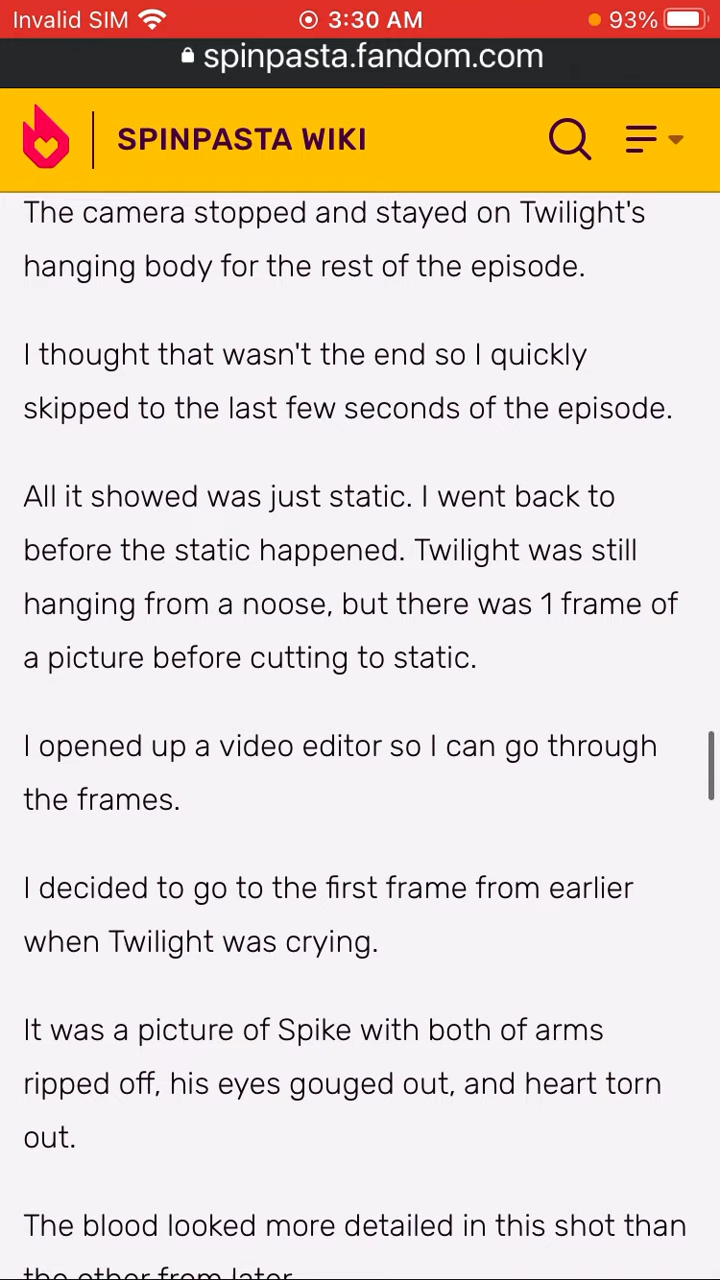 Invalid SIM 3:30 AM 93%
spinpasta.fandom.com
SPINPASTA WIKI
The camera stopped and stayed on Twilight's
hanging body for the rest of the episode.
I thought that wasn't the end so I quickly
skipped to the last few seconds of the episode.
All it showed was just static. I went back to
before the static happened. Twilight was still
hanging from a noose, but there was 1 frame of
a picture before cutting to static.
I opened up a video editor so I can go through
the frames.
I decided to go to the first frame from earlier
when Twilight was crying.
It was a picture of Spike with both of arms
ripped off, his eyes gouged out, and heart torn
out.
The blood looked more detailed in this shot than
the other from later